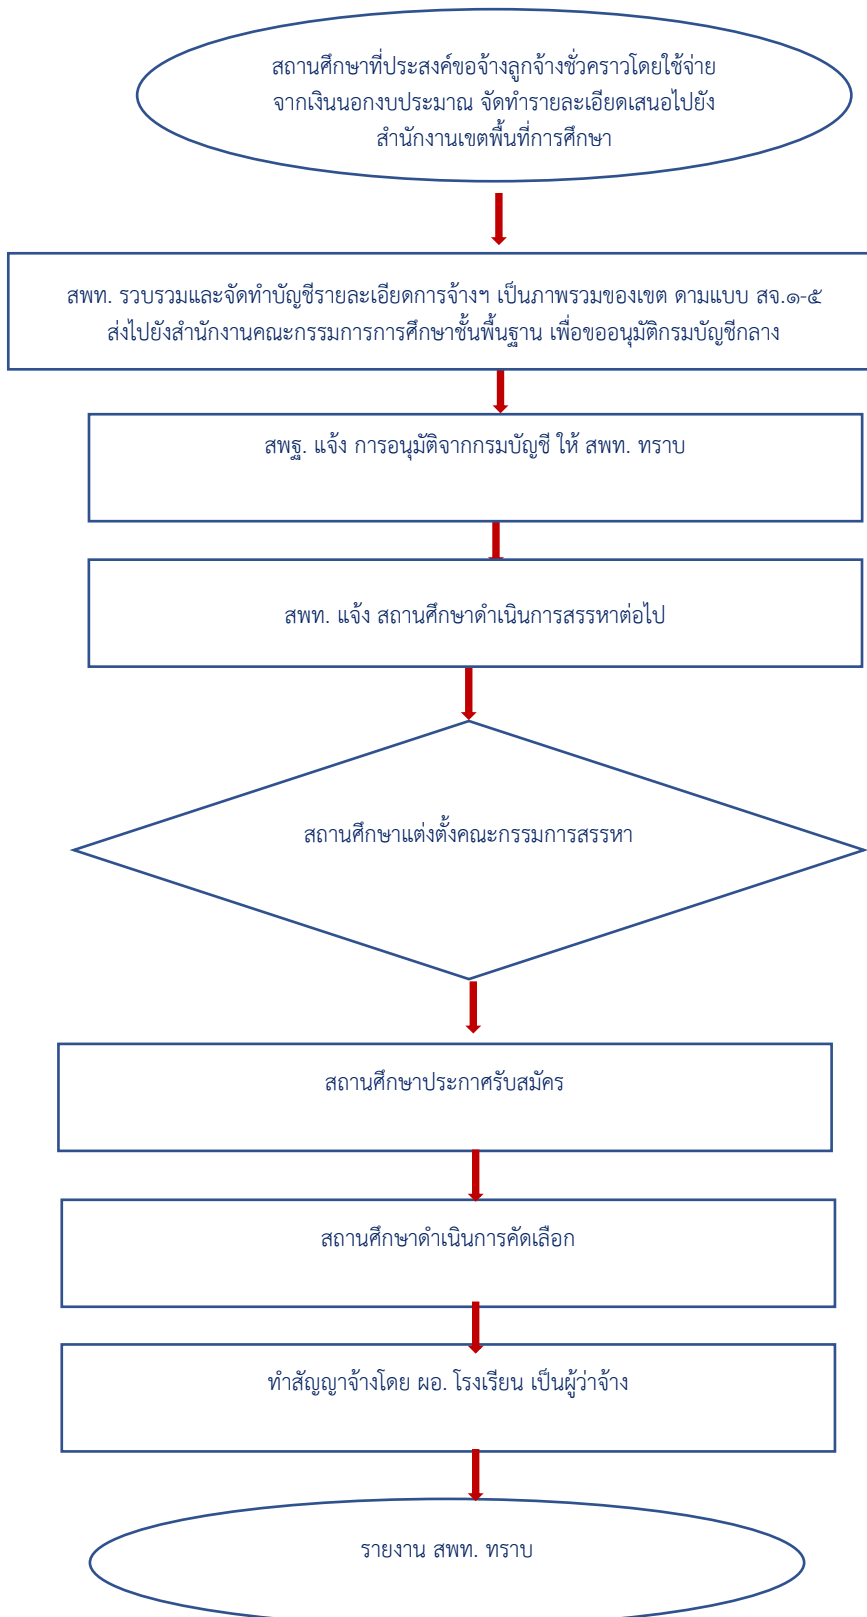 สถานศึกษาที่ประสงค์ขอจ้างลูกจ้างชั่วคราวโดยใช้จ่าย
จากเงินนอกงบประมาณ จัดทำรายละเอียดเสนอไปยัง
สำนักงานเขตพื้นที่การศึกษา
สพท. รวบรวมและจัดทำบัญชีรายละเอียดการจ้างฯ เป็นภาพรวมของเขต ตามแบบ สจ.๑-๕
ส่งไปยังสำนักงานคณะกรรมการการศึกษาชั้นพื้นฐาน เพื่อขออนุมัติกรมบัญชีกลาง
สพฐ. แจ้ง การอนุมัติจากกรมบัญชี ให้ สพท. ทราบ
สพท. แจ้ง สถานศึกษาดำเนินการสรรหาต่อไป
สถานศึกษาแต่งตั้งคณะกรรมการสรรหา
สถานศึกษาประกาศรับสมัคร
สถานศึกษาดำเนินการคัดเลือก
ทำสัญญาจ้างโดย ผอ. โรงเรียน เป็นผู้ว่าจ้าง
รายงาน สพท. ทราบ